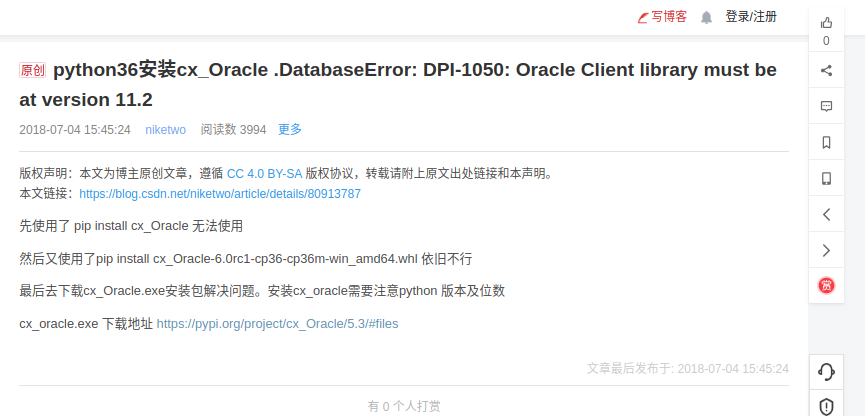 写博客 登录/注册
0
原创 python36安装cx_Oracle .DatabaseError: DPI-1050: Oracle Client library must be
at version 11.2
2018-07-04 15:45:24 niketwo 阅读数 3994 更多
版权声明：本文为博主原创文章，遵循 CC 4.0 BY-SA 版权协议，转载请附上原文出处链接和本声明。
本文链接：https://blog.csdn.net/niketwo/article/details/80913787
先使用了 pip install cx_Oracle 无法使用
然后又使用了pip install cx_Oracle-6.0rc1-cp36-cp36m-win_amd64.whl 依旧不行
最后去下载cx_Oracle.exe安装包解决问题。安装cx_oracle需要注意python 版本及位数
赏
cx_oracle.exe 下载地址 https://pypi.org/project/cx_Oracle/5.3/#files
文章最后发布于: 2018-07-04 15:45:24
有 0 个人打赏